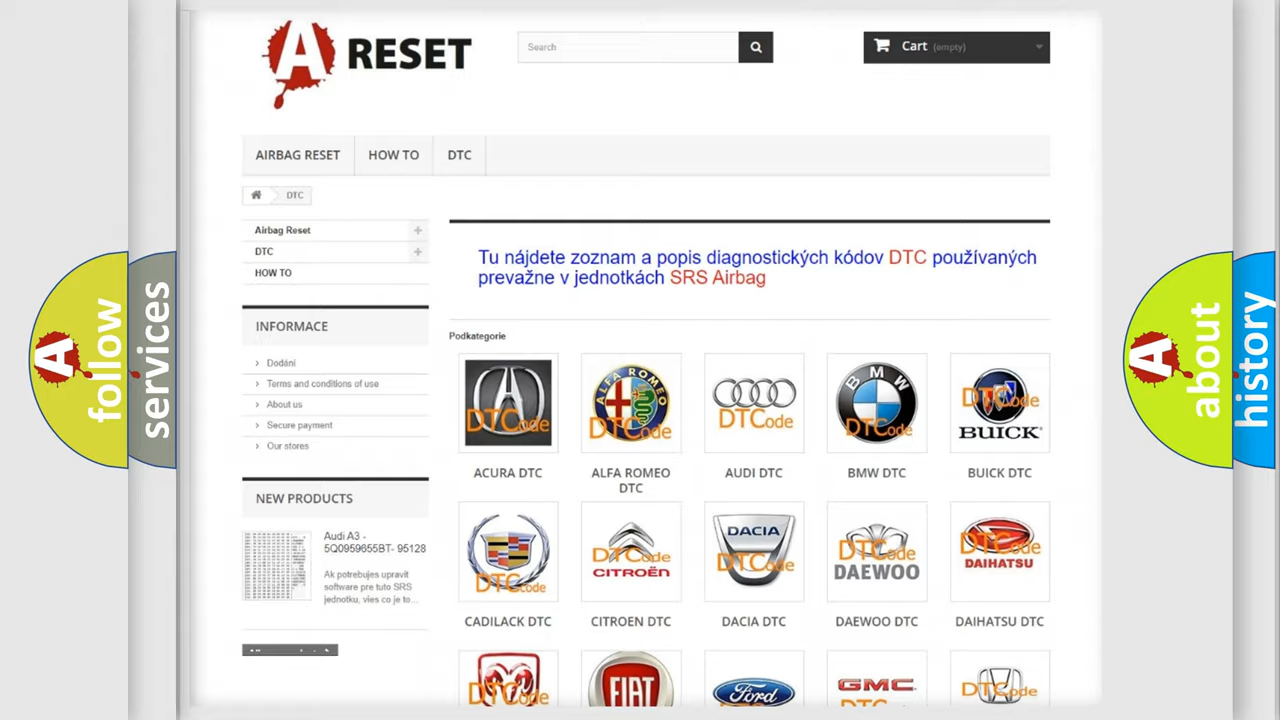 A RESET
Search
Cart (empty)
AIRBAG RESET
HOW TO
DTC
DTC
Airbag Reset
DTC
HOW TO
INFORMACE
Dodání
Terms and conditions of use
About us
Secure payment
Our stores
NEW PRODUCTS
Audi A3 -
5Q0959655BT- 95128
Ak potrebujes upravit
software pre tuto SRS
jednotku, vies co je to...
Tu nájdete zoznam a popis diagnostických kódov DTC používaných
prevažne v jednotkách SRS Airbag
Podkategorie
DTCode
ACURA DTC
ALFA ROMEO
DTCode
ALFA ROMEO
DTC
DTCode
AUDI DTC
BMW
DTCode
BMW DTC
DTCode
BUICK
BUICK DTC
DTCode
CADILACK DTC
DTCode
CITROËN
CITROEN DTC
DACIA
DTCode
DACIA DTC
DTCode
DAEWOO
DAEWOO DTC
DTCode
DAIHATSU
DAIHATSU DTC
DTCode
FIAT
Ford
GMC
DTCode
A follow
services
A about
history